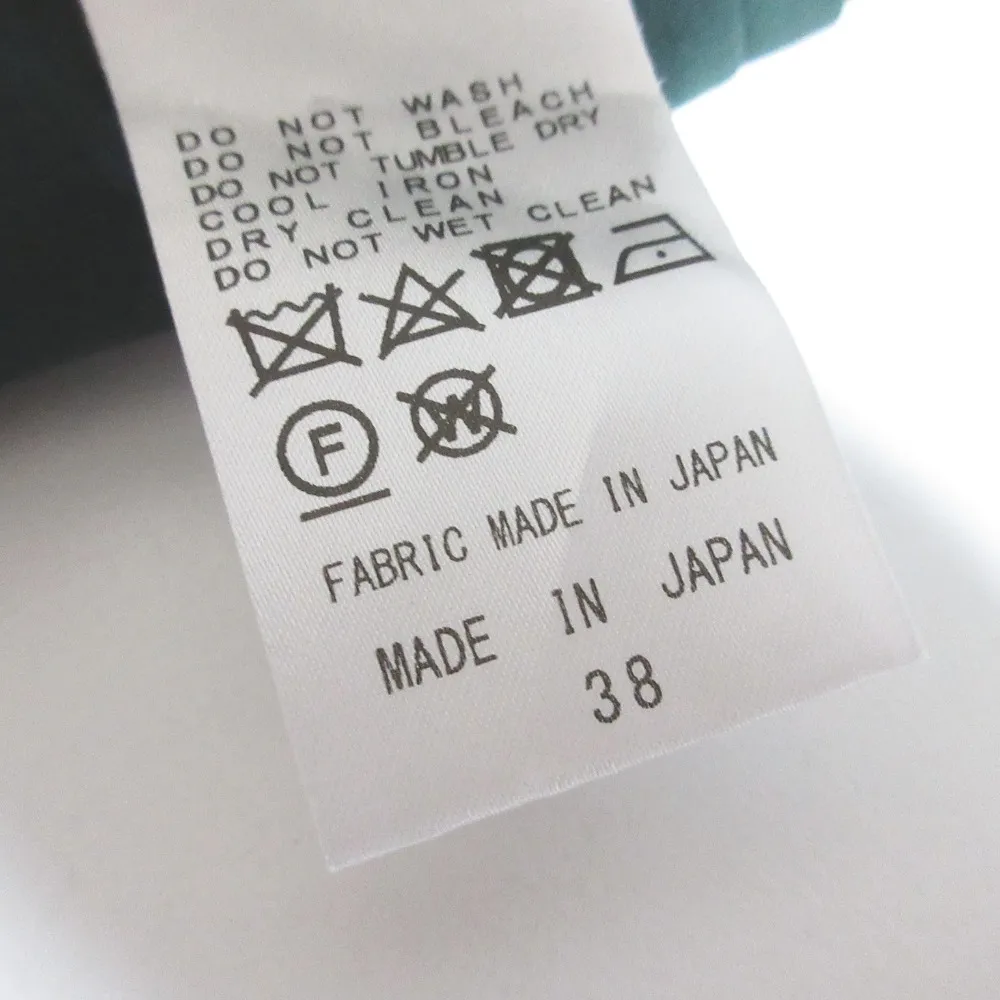 DO NOT WASH
DO NOT BLEACH
DO NOT TUMBLE DRY
COOL IRON
DRY CLEAN
DO NOT WET CLEAN
F W
FABRIC MADE IN JAPAN
MADE IN JAPAN
38